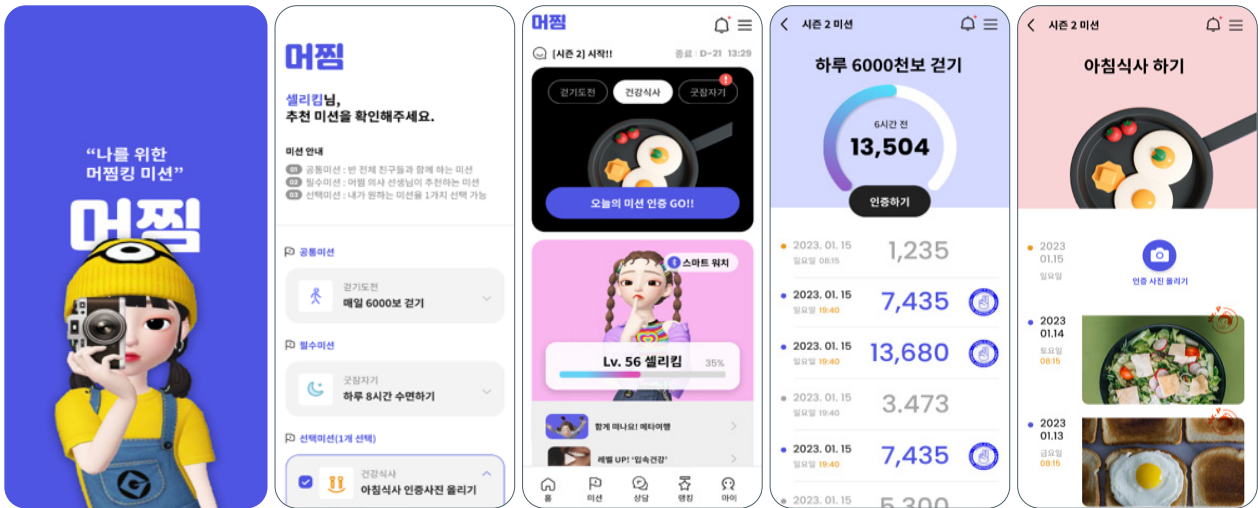 “나를 위한
머찜킹 미션”
머찜
머찜
셀리킴님,
추천 미션을 확인해주세요.
미션 안내
01 공통미션 : 반 전체 친구들과 함께 하는 미션
02 필수미션 : 머찜 의사 선생님이 추천하는 미션
03 선택미션 : 내가 원하는 미션을 1가지 선택 가능
공통미션
걷기도전
매일 6000보 걷기
필수미션
굿잠자기
하루 8시간 수면하기
선택미션(1개 선택)
건강식사
아침식사 인증사진 올리기
머찜
[시즌 2] 시작!!
종료 | D-21 13:29
걷기도전
건강식사
굿잠자기
!
오늘의 미션 인증 GO!!
스마트 워치
Lv. 56 셀리킴
35%
함께 떠나요! 메타여행
레벨 UP! ‘입속건강’
홈
미션
상담
랭킹
마이
시즌 2 미션
하루 6000천보 걷기
6시간 전
13,504
인증하기
2023. 01. 15
일요일 08:15
1,235
2023. 01. 15
일요일 19:40
7,435
2023. 01. 15
일요일 19:40
13,680
2023. 01. 15
일요일 19:40
3.473
2023. 01. 15
일요일 19:40
7,435
2023. 01. 15
5,300
시즌 2 미션
아침식사 하기
2023
01.15
일요일
인증 사진 올리기
2023
01.14
토요일
08:15
2023
01.13
금요일
08:15